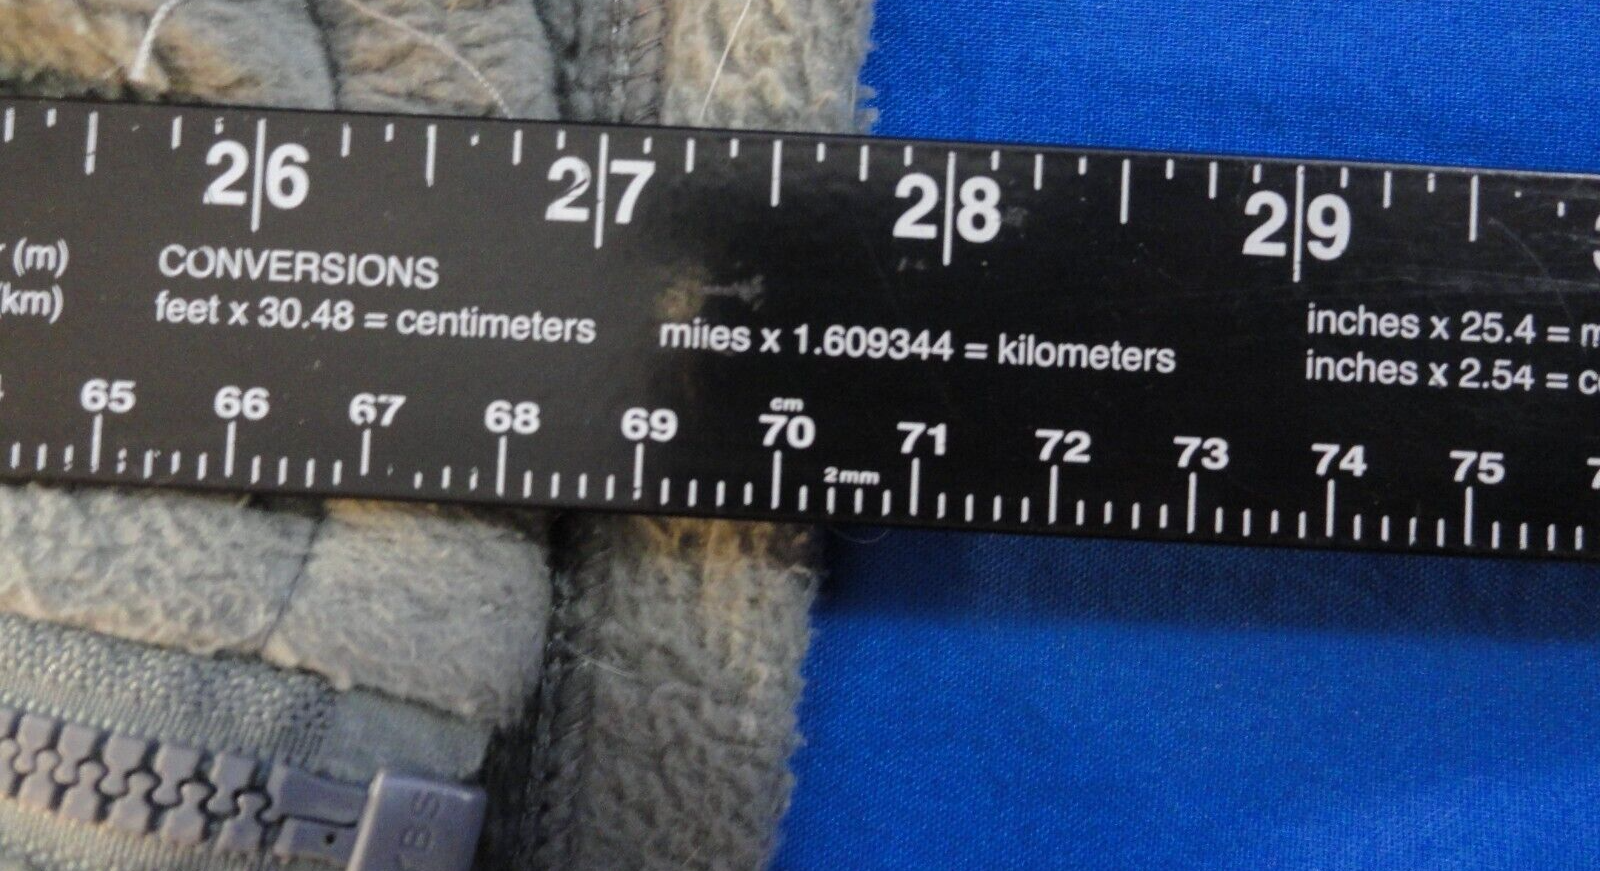 26 27 28 29
(m)
(km)
CONVERSIONS
feet x 30.48 = centimeters
miles x 1.609344 = kilometers
inches x 25.4 =
inches x 2.54 =
65 66 67 68 69 70 71 72 73 74 75
cm
2mm
YBS